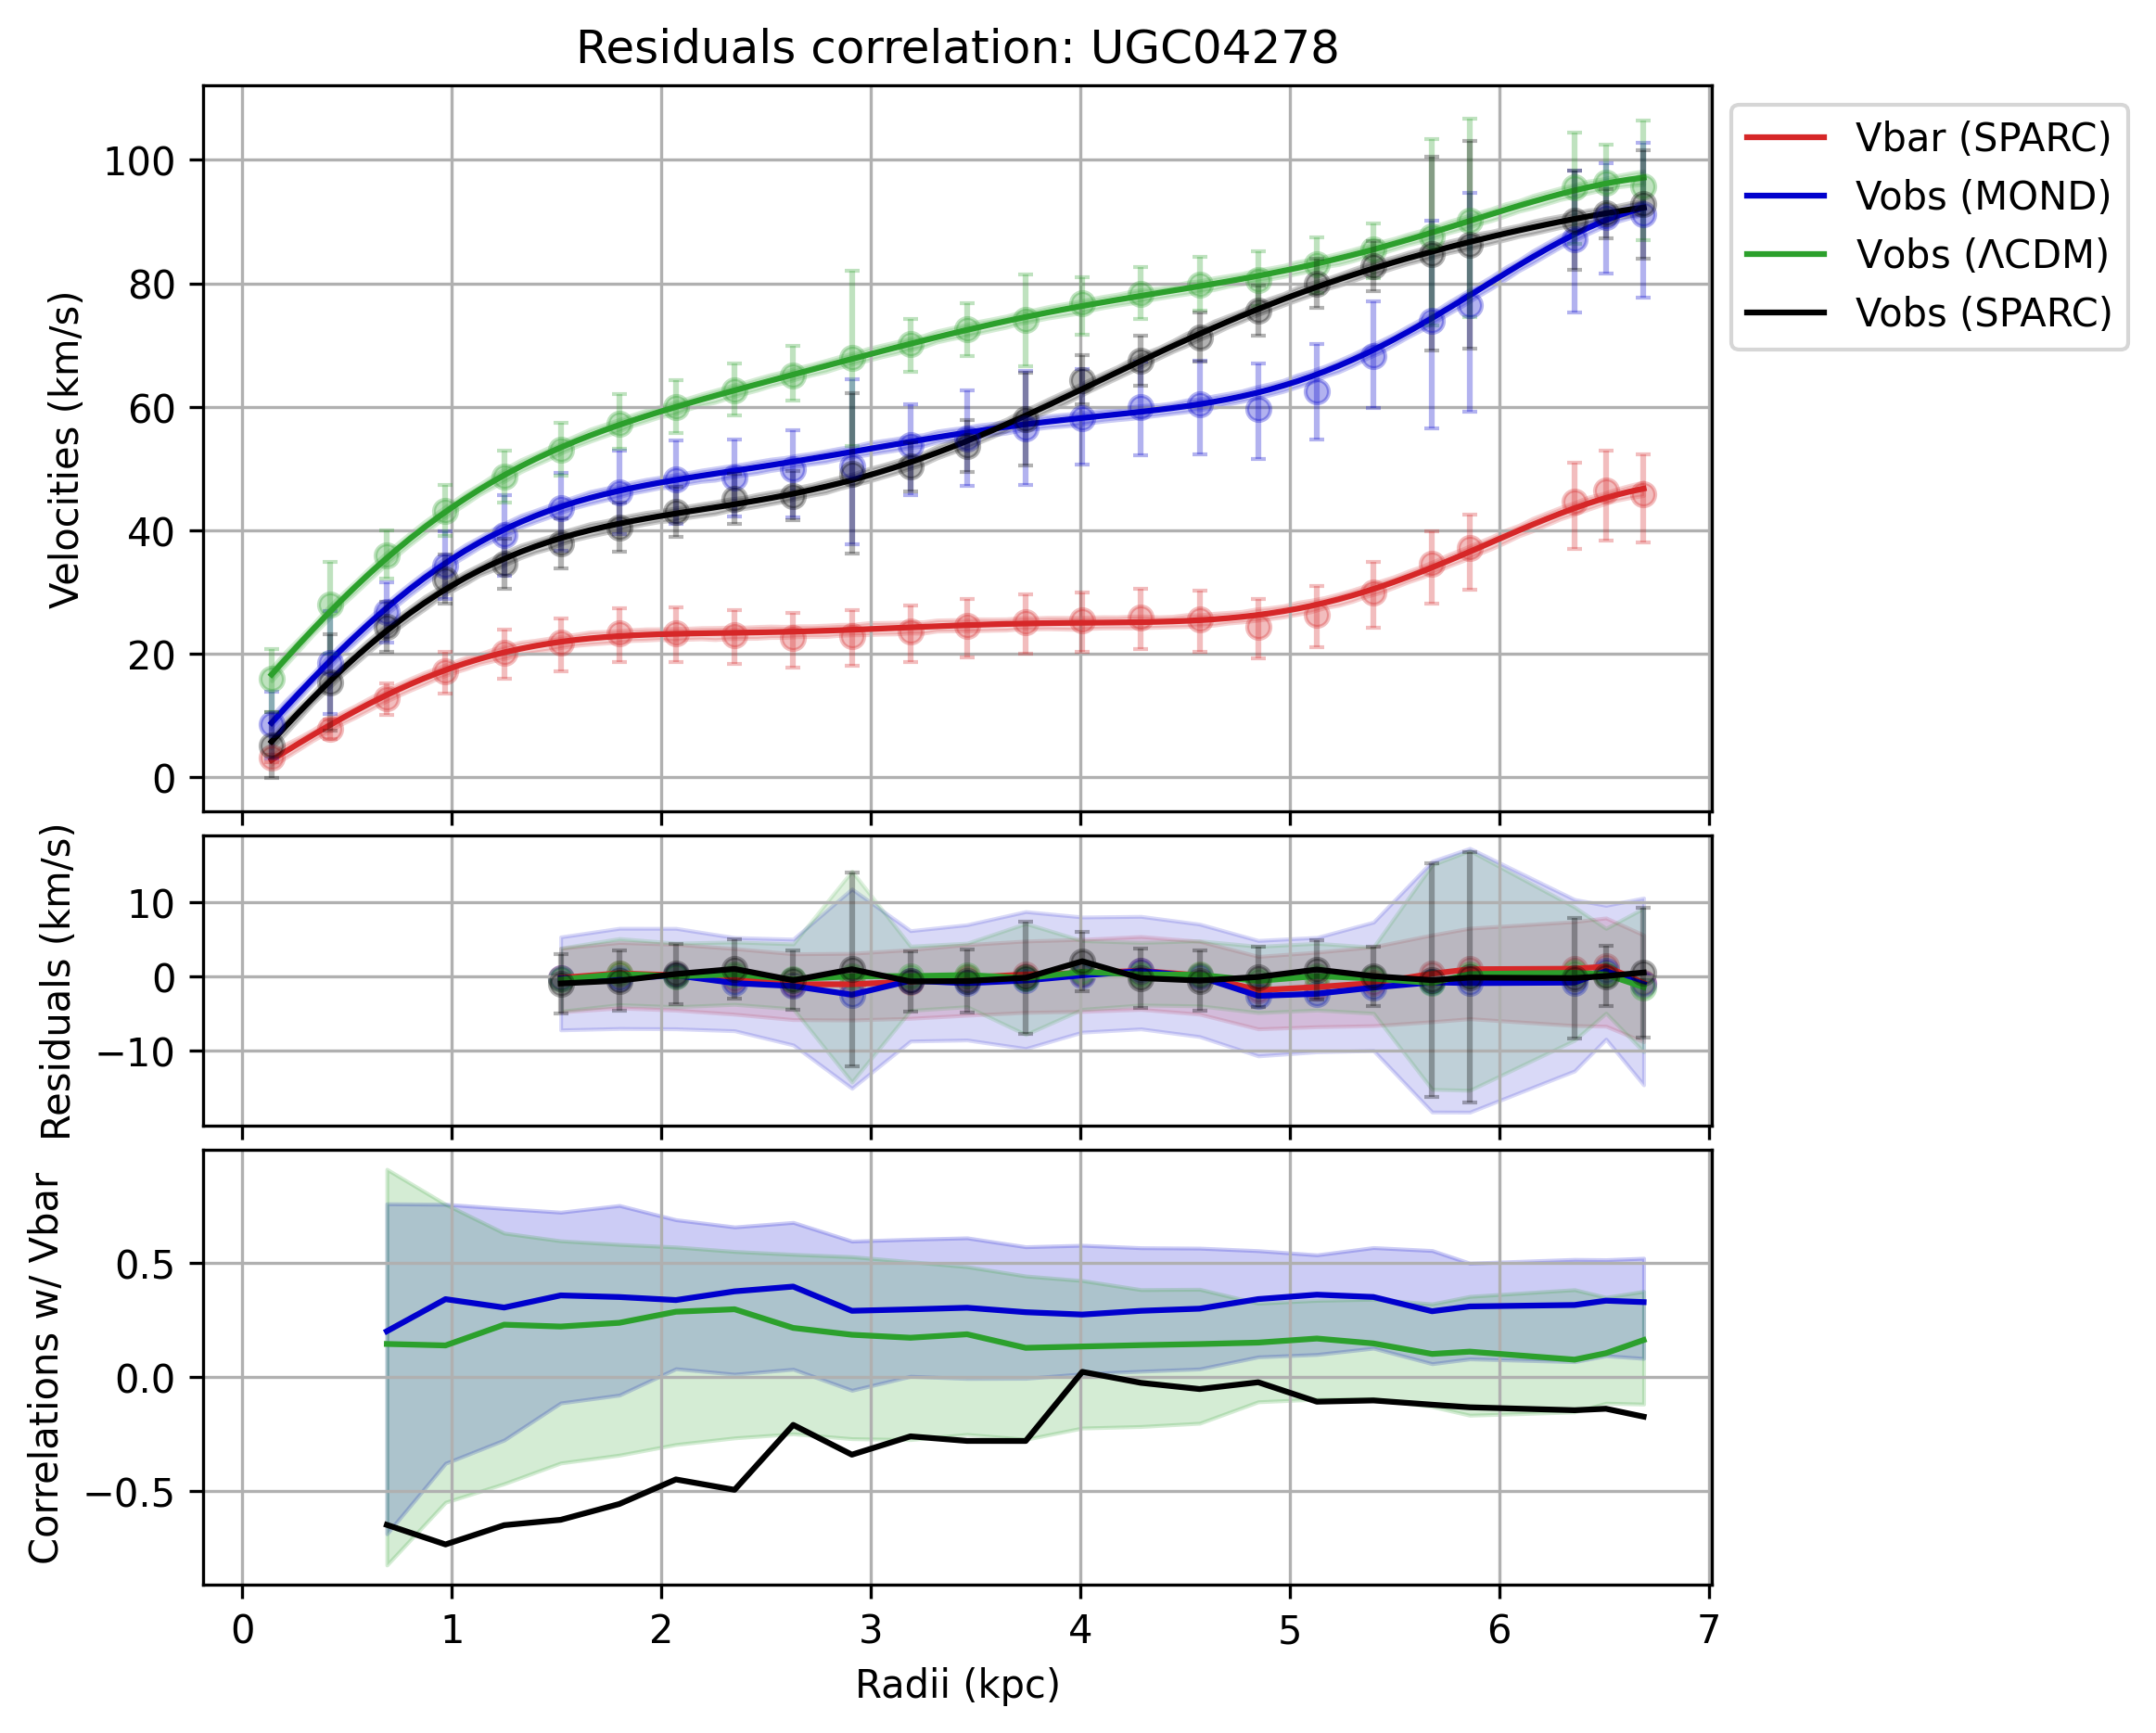 Residuals correlation: UGC04278
Velocities (km/s)
100
80
60
40
20
0
Vbar (SPARC)
Vobs (MOND)
Vobs (ΛCDM)
Vobs (SPARC)
Residuals (km/s)
10
0
−10
Correlations w/ Vbar
0.5
0.0
−0.5
0 1 2 3 4 5 6 7
Radii (kpc)